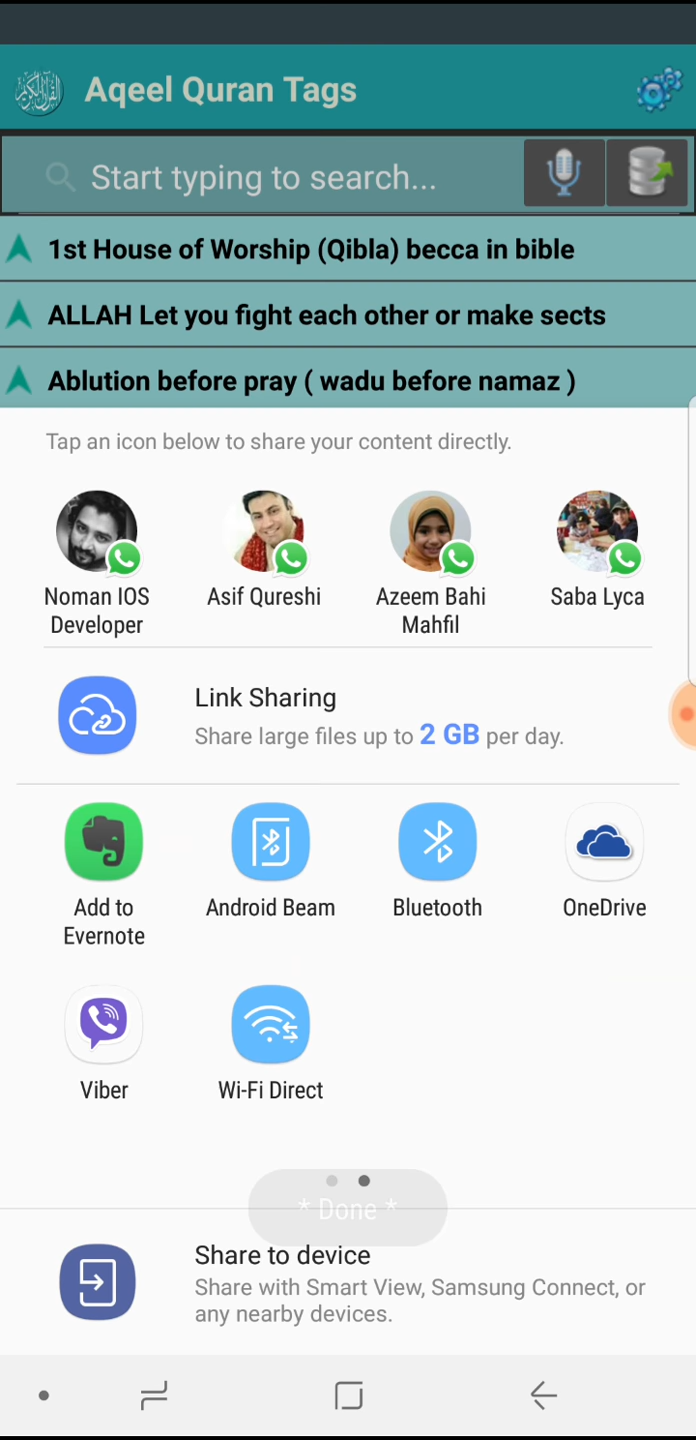 Aqeel Quran Tags
Start typing to search...
1st House of Worship (Qibla) becca in bible
ALLAH Let you fight each other or make sects
Ablution before pray ( wadu before namaz )
Tap an icon below to share your content directly.
Noman IOS
Developer
Asif Qureshi
Azeem Bahi
Mahfil
Saba Lyca
Link Sharing
Share large files up to 2 GB per day.
Add to
Evernote
Android Beam
Bluetooth
OneDrive
Viber
Wi-Fi Direct
* Done *
Share to device
Share with Smart View, Samsung Connect, or
any nearby devices.